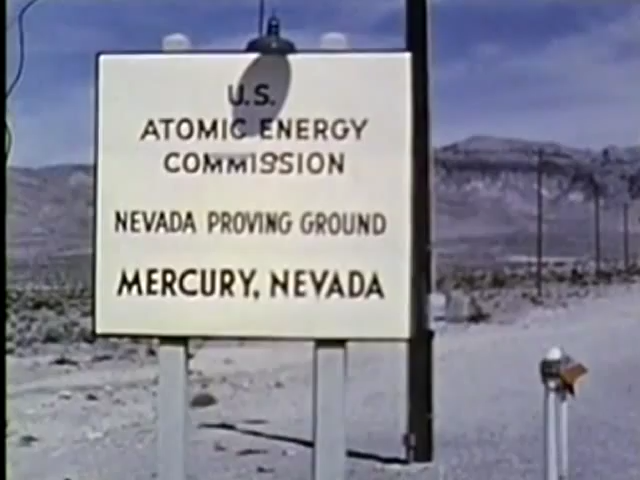 U.S.
ATOMIC ENERGY
COMMISSION
NEVADA PROVING GROUND
MERCURY, NEVADA